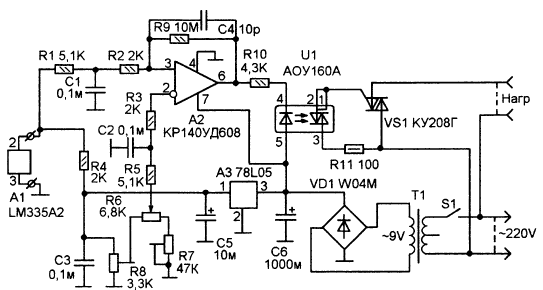 C4
R9 10M
10p
R1 5,1K
R2 2K
3
4
6
R10
4,3K
U1
АОУ160А
C1
0,1м
R3
2K
2
7
A2
КР140УД608
4
2
1
5
3
VS1 КУ208Г
Нагр
R11 100
2
3
A1
LM335A2
R4
2K
C2 0,1м
R5
5,1K
A3 78L05
1
3
2
VD1 W04M
T1
S1
~9V
~220V
R6
6,8K
C3
0,1м
R8
3,3K
R7
47K
C5
10м
C6
1000м